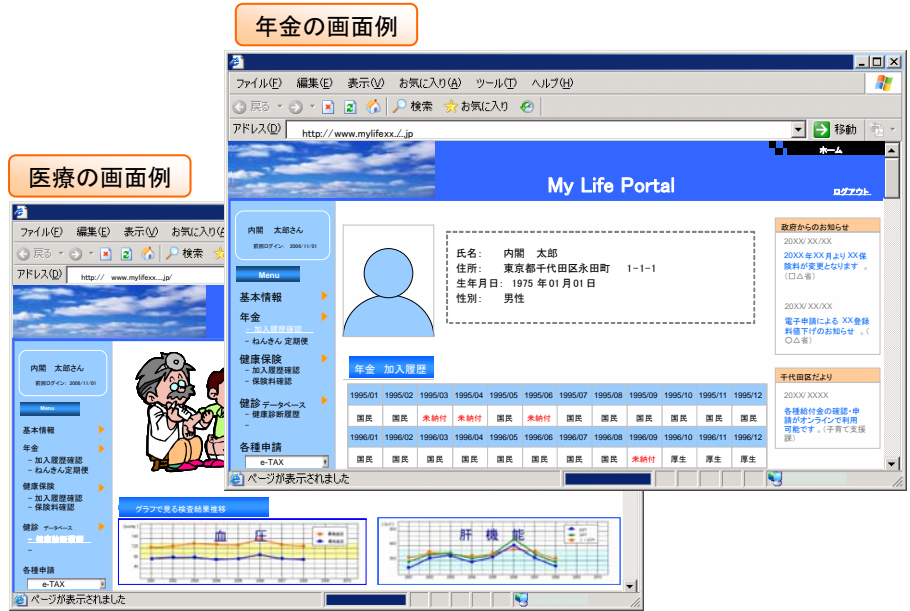 年金の画面例
ファイル(F) 編集(E) 表示(V) お気に入り(A) ツール(T) ヘルプ(H)
戻る 検索 お気に入り
アドレス(D) http://www.mylifexx./..jp 移動
ホーム
My Life Portal
ログアウト
内閣 太郎さん
前回ログイン: 2006/11/01
Menu
基本情報
年金
- 加入履歴確認
- ねんきん定期便
健康保険
- 加入履歴確認
- 保険料確認
健診データベース
- 健康診断履歴
-
各種申請
e-TAX
氏名: 内閣 太郎
住所: 東京都千代田区永田町 1-1-1
生年月日: 1975年01月01日
性別: 男性
年金 加入履歴
1995/01 1995/02 1995/03 1995/04 1995/05 1995/06 1995/07 1995/08 1995/09 1995/10 1995/11 1995/12
国民 国民 未納付 未納付 国民 未納付 国民 国民 国民 国民 国民 国民
1996/01 1996/02 1996/03 1996/04 1996/05 1996/06 1996/07 1996/08 1996/09 1996/10 1996/11 1996/12
国民 国民 国民 国民 国民 国民 国民 国民 未納付 厚生 厚生 厚生
政府からのお知らせ
20XX/XX/XX
20XX年XX月よりXX保
険料が変更となります 。
(口△省)
20XX/XX/XX
電子申請による XX登録
料値下げのお知らせ 。(
〇△省)
千代田区だより
20XX/XXXX
各種給付金の確認・申
請がオンラインで利用
可能です 。(子育て支援
課)
ページが表示されました
医療の画面例
ファイル(F) 編集(E) 表示(V) お気に入り(
戻る 検索
アドレス(D) http:// www.mylifexx....jp/
内閣 太郎さん
前回ログイン: 2006/11/01
Menu
基本情報
年金
- 加入履歴確認
- ねんきん定期便
健康保険
- 加入履歴確認
- 保険料確認
健診 データベース
- 健康診断履歴
-
各種申請
e-TAX
グラフで見る検査結果推移
血 圧
肝 機 能
ページが表示されました